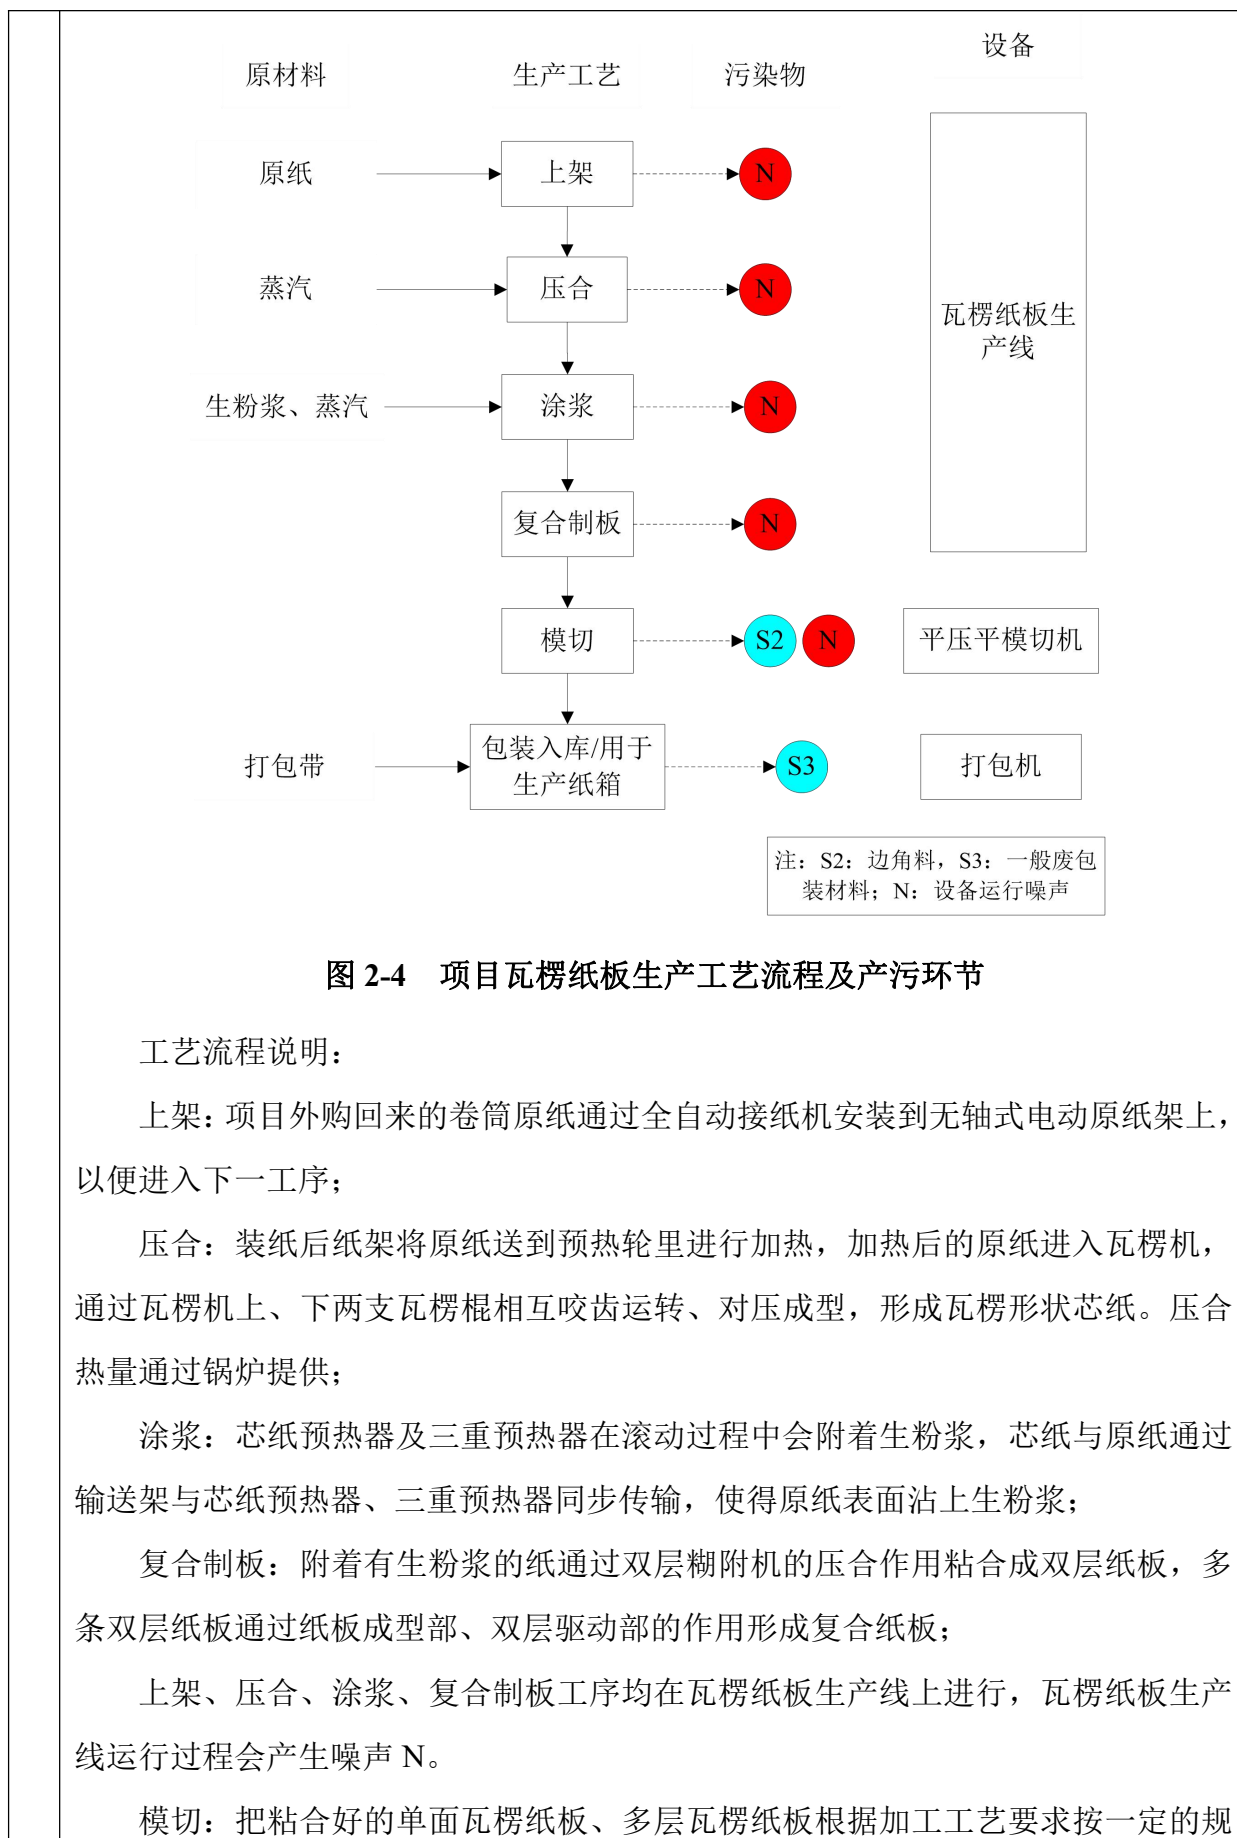 原材料 生产工艺 污染物 设备
原纸 上架 N
蒸汽 压合 N
瓦楞纸板生
产线
生粉浆、蒸汽 涂浆 N
复合制板 N
模切 S2 N 平压平模切机
打包带 包装入库/用于
生产纸箱 S3 打包机
注：S2：边角料，S3：一般废包
装材料；N：设备运行噪声
图 2-4 项目瓦楞纸板生产工艺流程及产污环节
工艺流程说明：
上架：项目外购回来的卷筒原纸通过全自动接纸机安装到无轴式电动原纸架上，
以便进入下一工序；
压合：装纸后纸架将原纸送到预热轮里进行加热，加热后的原纸进入瓦楞机，
通过瓦楞机上、下两支瓦楞棍相互咬齿运转、对压成型，形成瓦楞形状芯纸。压合
热量通过锅炉提供；
涂浆：芯纸预热器及三重预热器在滚动过程中会附着生粉浆，芯纸与原纸通过
输送架与芯纸预热器、三重预热器同步传输，使得原纸表面沾上生粉浆；
复合制板：附着有生粉浆的纸通过双层糊附机的压合作用粘合成双层纸板，多
条双层纸板通过纸板成型部、双层驱动部的作用形成复合纸板；
上架、压合、涂浆、复合制板工序均在瓦楞纸板生产线上进行，瓦楞纸板生产
线运行过程会产生噪声 N。
模切：把粘合好的单面瓦楞纸板、多层瓦楞纸板根据加工工艺要求按一定的规